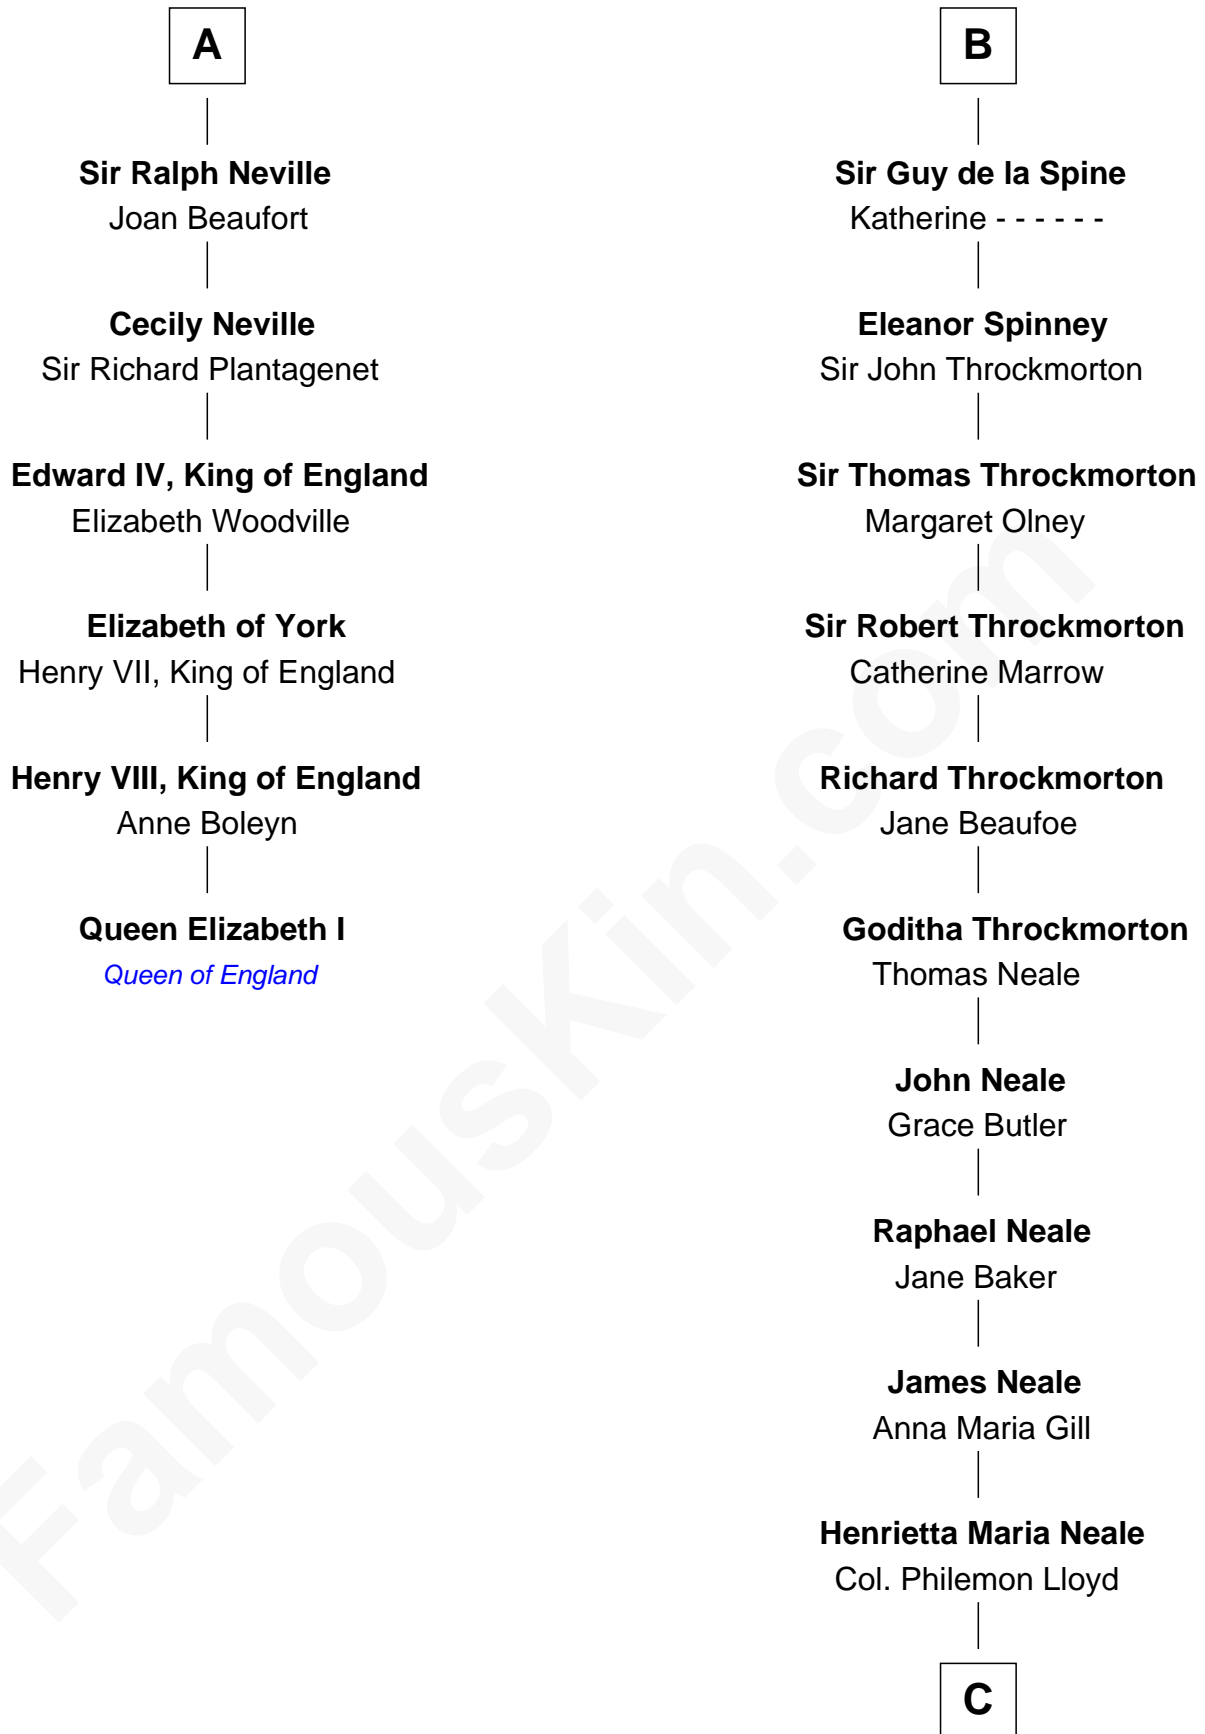 A
Sir Ralph Neville
Joan Beaufort
Cecily Neville
Sir Richard Plantagenet
Edward IV, King of England
Elizabeth Woodville
Elizabeth of York
Henry VII, King of England
Henry VIII, King of England
Anne Boleyn
Queen Elizabeth I
Queen of England
B
Sir Guy de la Spine
Katherine - - - - - -
Eleanor Spinney
Sir John Throckmorton
Sir Thomas Throckmorton
Margaret Olney
Sir Robert Throckmorton
Catherine Marrow
Richard Throckmorton
Jane Beaufoe
Goditha Throckmorton
Thomas Neale
John Neale
Grace Butler
Raphael Neale
Jane Baker
James Neale
Anna Maria Gill
Henrietta Maria Neale
Col. Philemon Lloyd
C
FamousKin.com